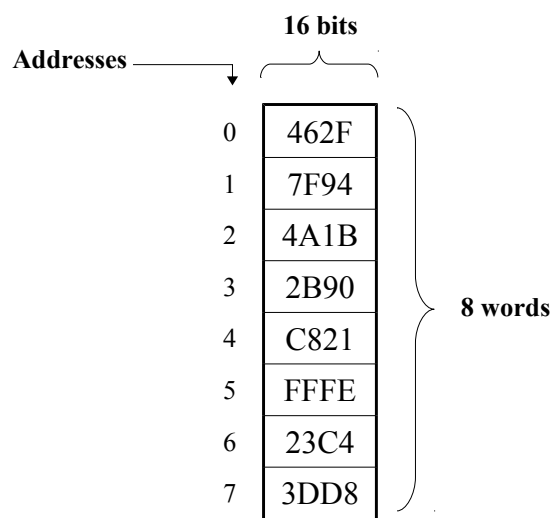 16 bits
Addresses
0 462F
1 7F94
2 4A1B
3 2B90
8 words
4 C821
5 FFFE
6 23C4
7 3DD8